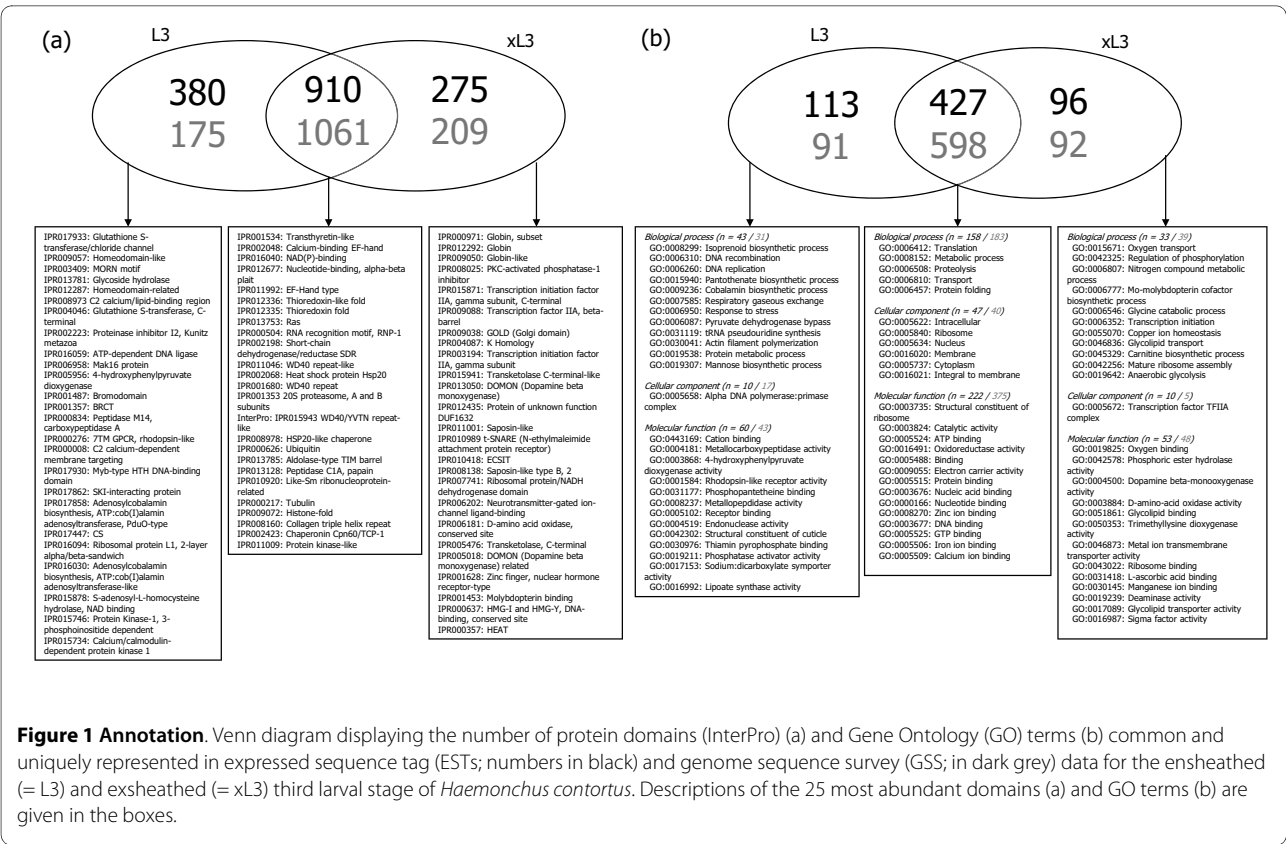 (a)
L3
xL3
380
910
275
175
1061
209
IPR017933: Glutathione S-
transferase/chloride channel
IPR009057: Homeodomain-like
IPR003409: MORN motif
IPR013781: Glycoside hydrolase
IPR012287: Homeodomain-related
IPR008973 C2 calcium/lipid-binding region
IPR004046: Glutathione S-transferase, C-
terminal
IPR002223: Proteinase inhibitor I2, Kunitz
metazoa
IPR016059: ATP-dependent DNA ligase
IPR006958: Mak16 protein
IPR005956: 4-hydroxyphenylpyruvate
dioxygenase
IPR001487: Bromodomain
IPR001357: BRCT
IPR000834: Peptidase M14,
carboxypeptidase A
IPR000276: 7TM GPCR, rhodopsin-like
IPR000008: C2 calcium-dependent
membrane targeting
IPR017930: Myb-type HTH DNA-binding
domain
IPR017862: SKI-interacting protein
IPR017858: Adenosylcobalamin
biosynthesis, ATP:cob(I)alamin
adenosyltransferase, PduO-type
IPR017447: CS
IPR016094: Ribosomal protein L1, 2-layer
alpha/beta-sandwich
IPR016030: Adenosylcobalamin
biosynthesis, ATP:cob(I)alamin
adenosyltransferase-like
IPR015878: S-adenosyl-L-homocysteine
hydrolase, NAD binding
IPR015746: Protein Kinase-1, 3-
phosphoinositide dependent
IPR015734: Calcium/calmodulin-
dependent protein kinase 1
IPR001534: Transthyretin-like
IPR002048: Calcium-binding EF-hand
IPR016040: NAD(P)-binding
IPR012677: Nucleotide-binding, alpha-beta
plait
IPR011992: EF-Hand type
IPR012336: Thioredoxin-like fold
IPR012335: Thioredoxin fold
IPR013753: Ras
IPR000504: RNA recognition motif, RNP-1
IPR002198: Short-chain
dehydrogenase/reductase SDR
IPR011046: WD40 repeat-like
IPR002068: Heat shock protein Hsp20
IPR001680: WD40 repeat
IPR001353 20S proteasome, A and B
subunits
InterPro: IPR015943 WD40/YVTN repeat-
like
IPR008978: HSP20-like chaperone
IPR000626: Ubiquitin
IPR013785: Aldolase-type TIM barrel
IPR013128: Peptidase C1A, papain
IPR010920: Like-Sm ribonucleoprotein-
related
IPR000217: Tubulin
IPR009072: Histone-fold
IPR008160: Collagen triple helix repeat
IPR002423: Chaperonin Cpn60/TCP-1
IPR011009: Protein kinase-like
IPR000971: Globin, subset
IPR012292: Globin
IPR009050: Globin-like
IPR008025: PKC-activated phosphatase-1
inhibitor
IPR015871: Transcription initiation factor
IIA, gamma subunit, C-terminal
IPR009088: Transcription factor IIA, beta-
barrel
IPR009038: GOLD (Golgi domain)
IPR004087: K Homology
IPR003194: Transcription initiation factor
IIA, gamma subunit
IPR015941: Transketolase C-terminal-like
IPR013050: DOMON (Dopamine beta
monoxygenase)
IPR012435: Protein of unknown function
DUF1632
IPR011001: Saposin-like
IPR010989 t-SNARE (N-ethylmaleimide
attachment protein receptor)
IPR010418: ECSIT
IPR008138: Saposin-like type B, 2
IPR007741: Ribosomal protein/NADH
dehydrogenase domain
IPR006202: Neurotransmitter-gated ion-
channel ligand-binding
IPR006181: D-amino acid oxidase,
conserved site
IPR005476: Transketolase, C-terminal
IPR005018: DOMON (Dopamine beta
monoxygenase) related
IPR001628: Zinc finger, nuclear hormone
receptor-type
IPR001453: Molybdopterin binding
IPR000637: HMG-I and HMG-Y, DNA-
binding, conserved site
IPR000357: HEAT
(b)
L3
xL3
113
427
96
91
598
92
Biological process (n = 43 / 31)
GO:0008299: Isoprenoid biosynthetic process
GO:0006310: DNA recombination
GO:0006260: DNA replication
GO:0015940: Pantothenate biosynthetic process
GO:0009236: Cobalamin biosynthetic process
GO:0007585: Respiratory gaseous exchange
GO:0006950: Response to stress
GO:0006087: Pyruvate dehydrogenase bypass
GO:0031119: tRNA pseudouridine synthesis
GO:0030041: Actin filament polymerization
GO:0019538: Protein metabolic process
GO:0019307: Mannose biosynthetic process
Cellular component (n = 10 / 17)
GO:0005658: Alpha DNA polymerase:primase
complex
Molecular function (n = 60 / 43)
GO:0443169: Cation binding
GO:0004181: Metallocarboxypeptidase activity
GO:0003868: 4-hydroxyphenylpyruvate
dioxygenase activity
GO:0001584: Rhodopsin-like receptor activity
GO:0031177: Phosphopantetheine binding
GO:0008237: Metallopeptidase activity
GO:0005102: Receptor binding
GO:0004519: Endonuclease activity
GO:0042302: Structural constituent of cuticle
GO:0030976: Thiamin pyrophosphate binding
GO:0019211: Phosphatase activator activity
GO:0017153: Sodium:dicarboxylate symporter
activity
GO:0016992: Lipoate synthase activity
Biological process (n = 158 / 183)
GO:0006412: Translation
GO:0008152: Metabolic process
GO:0006508: Proteolysis
GO:0006810: Transport
GO:0006457: Protein folding
Cellular component (n = 47 / 40)
GO:0005622: Intracellular
GO:0005840: Ribosome
GO:0005634: Nucleus
GO:0016020: Membrane
GO:0005737: Cytoplasm
GO:0016021: Integral to membrane
Molecular function (n = 222 / 375)
GO:0003735: Structural constituent of
ribosome
GO:0003824: Catalytic activity
GO:0005524: ATP binding
GO:0016491: Oxidoreductase activity
GO:0005488: Binding
GO:0009055: Electron carrier activity
GO:0005515: Protein binding
GO:0003676: Nucleic acid binding
GO:0000166: Nucleotide binding
GO:0008270: Zinc ion binding
GO:0003677: DNA binding
GO:0005525: GTP binding
GO:0005506: Iron ion binding
GO:0005509: Calcium ion binding
Biological process (n = 33 / 39)
GO:0015671: Oxygen transport
GO:0042325: Regulation of phosphorylation
GO:0006807: Nitrogen compound metabolic
process
GO:0006777: Mo-molybdopterin cofactor
biosynthetic process
GO:0006546: Glycine catabolic process
GO:0006352: Transcription initiation
GO:0055070: Copper ion homeostasis
GO:0046836: Glycolipid transport
GO:0045329: Carnitine biosynthetic process
GO:0042256: Mature ribosome assembly
GO:0019642: Anaerobic glycolysis
Cellular component (n = 10 / 5)
GO:0005672: Transcription factor TFIIA
complex
Molecular function (n = 53 / 48)
GO:0019825: Oxygen binding
GO:0042578: Phosphoric ester hydrolase
activity
GO:0004500: Dopamine beta-monooxygenase
activity
GO:0003884: D-amino-acid oxidase activity
GO:0051861: Glycolipid binding
GO:0050353: Trimethyllysine dioxygenase
activity
GO:0046873: Metal ion transmembrane
transporter activity
GO:0043022: Ribosome binding
GO:0031418: L-ascorbic acid binding
GO:0030145: Manganese ion binding
GO:0019239: Deaminase activity
GO:0017089: Glycolipid transporter activity
GO:0016987: Sigma factor activity
Figure 1 Annotation. Venn diagram displaying the number of protein domains (InterPro) (a) and Gene Ontology (GO) terms (b) common and
uniquely represented in expressed sequence tag (ESTs; numbers in black) and genome sequence survey (GSS; in dark grey) data for the ensheathed
(= L3) and exsheathed (= xL3) third larval stage of Haemonchus contortus. Descriptions of the 25 most abundant domains (a) and GO terms (b) are
given in the boxes.